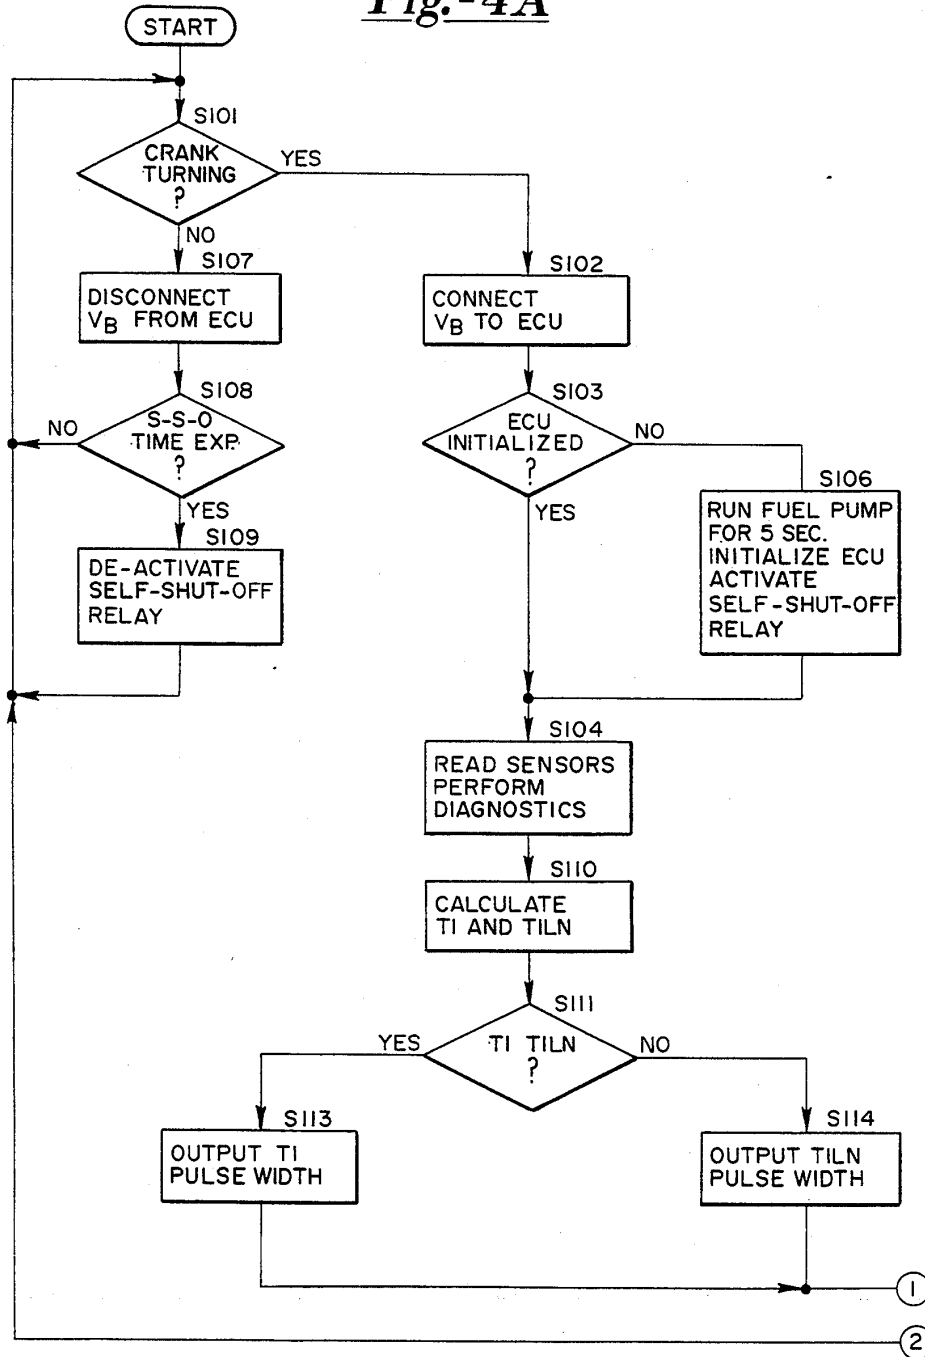 Fig.-4A
START
S101
CRANK
TURNING
?
YES
NO
S107
DISCONNECT
VB FROM ECU
S102
CONNECT
VB TO ECU
S108
S-S-O
TIME EXP.
?
NO
YES
S103
ECU
INITIALIZED
?
NO
YES
S106
RUN FUEL PUMP
FOR 5 SEC.
INITIALIZE ECU
ACTIVATE
SELF-SHUT-OFF
RELAY
S109
DE-ACTIVATE
SELF-SHUT-OFF
RELAY
S104
READ SENSORS
PERFORM
DIAGNOSTICS
S110
CALCULATE
TI AND TILN
S111
TI TILN
?
YES
NO
S113
OUTPUT TI
PULSE WIDTH
S114
OUTPUT TILN
PULSE WIDTH
1
2